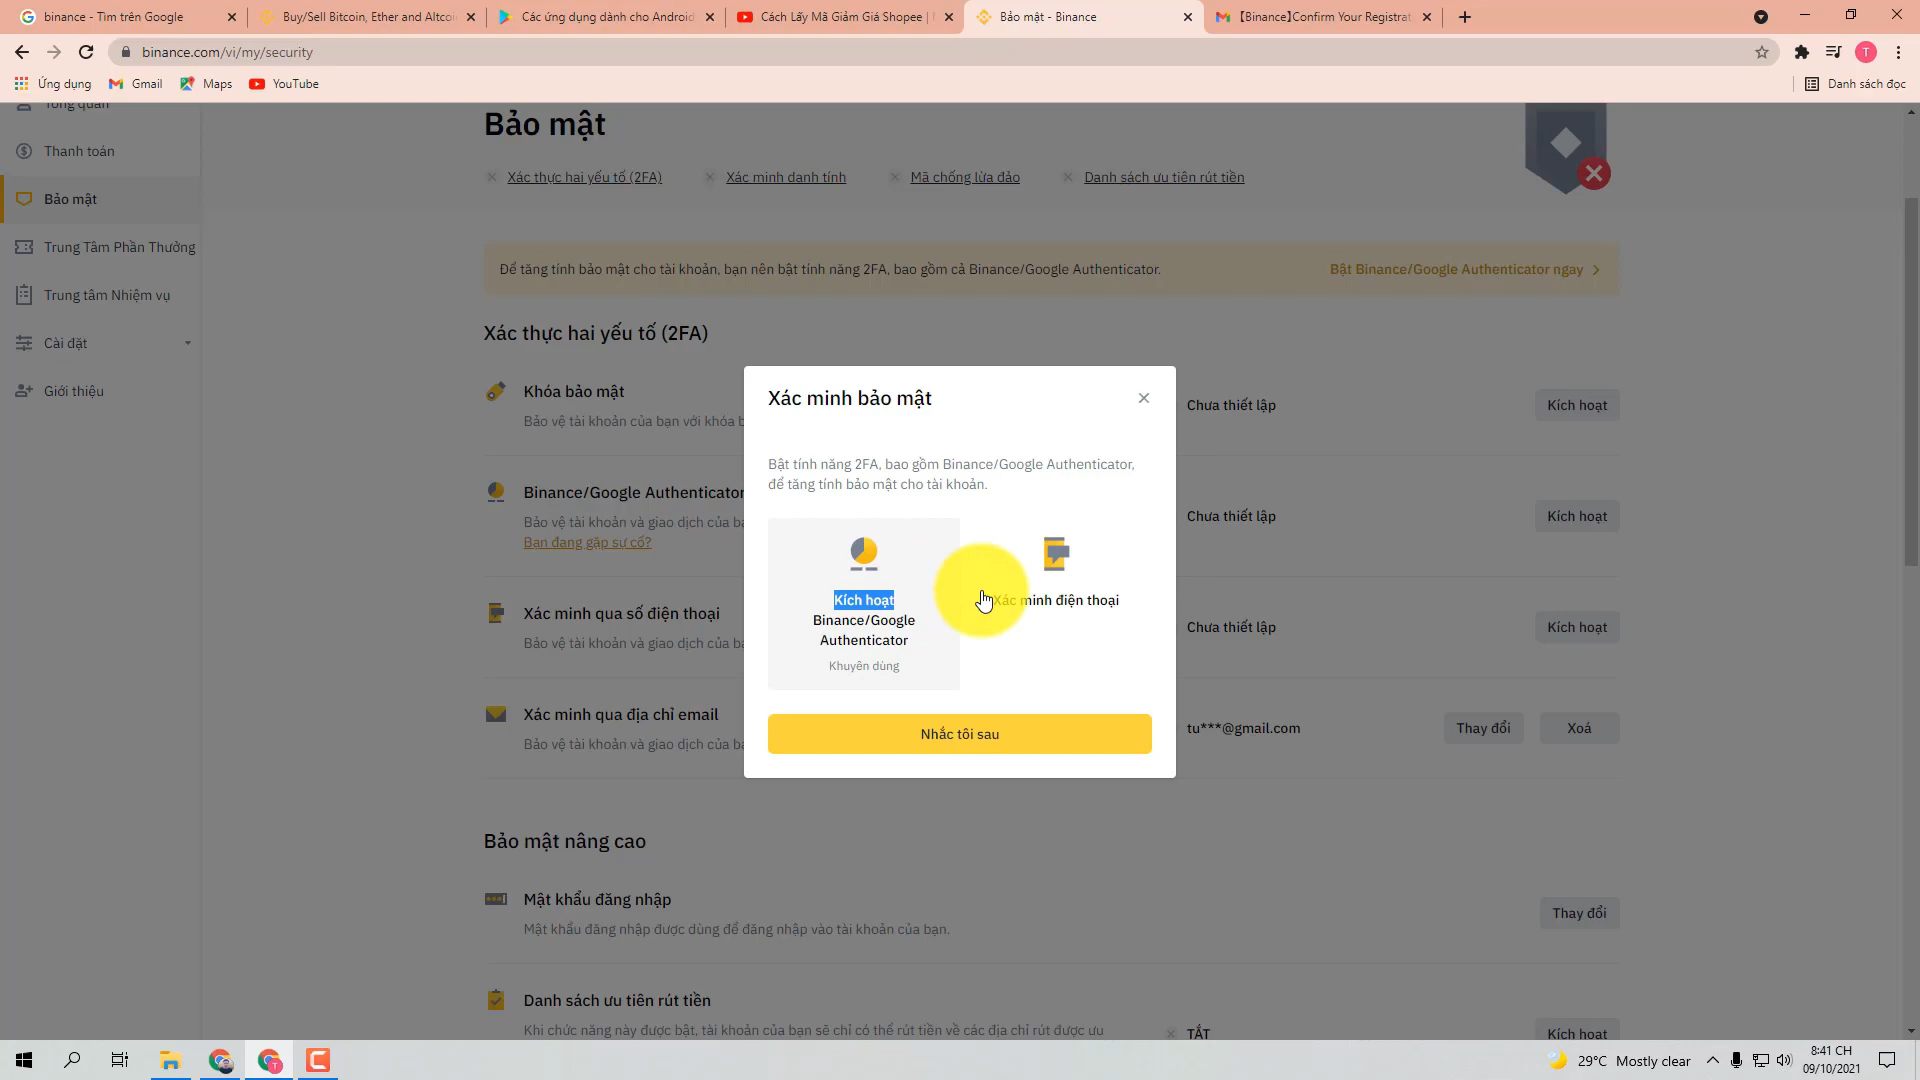 binance - Tìm trên Google
Buy/Sell Bitcoin, Ether and Altcoi
Các ứng dụng dành cho Android
Cách Lấy Mã Giảm Giá Shopee |
Bảo mật - Binance
【Binance】Confirm Your Registrat
binance.com/vi/my/security
T
Ứng dụng
Gmail
Maps
YouTube
Danh sách đọc
Tổng quan
Thanh toán
Bảo mật
Trung Tâm Phần Thưởng
Trung tâm Nhiệm vụ
Cài đặt
Giới thiệu
Bảo mật
Xác thực hai yếu tố (2FA)
Xác minh danh tính
Mã chống lừa đảo
Danh sách ưu tiên rút tiền
Để tăng tính bảo mật cho tài khoản, bạn nên bật tính năng 2FA, bao gồm cả Binance/Google Authenticator.
Bật Binance/Google Authenticator ngay
Xác thực hai yếu tố (2FA)
Khóa bảo mật
Bảo vệ tài khoản của bạn với khóa b
Chưa thiết lập
Kích hoạt
Binance/Google Authenticator
Bảo vệ tài khoản và giao dịch của bạ
Bạn đang gặp sự cố?
Chưa thiết lập
Kích hoạt
Xác minh qua số điện thoại
Bảo vệ tài khoản và giao dịch của bạ
Chưa thiết lập
Kích hoạt
Xác minh qua địa chỉ email
Bảo vệ tài khoản và giao dịch của bạ
tu***@gmail.com
Thay đổi
Xoá
Xác minh bảo mật
Bật tính năng 2FA, bao gồm Binance/Google Authenticator,
để tăng tính bảo mật cho tài khoản.
Kích hoạt
Binance/Google
Authenticator
Khuyên dùng
Xác minh điện thoại
Nhắc tôi sau
Bảo mật nâng cao
Mật khẩu đăng nhập
Mật khẩu đăng nhập được dùng để đăng nhập vào tài khoản của bạn.
Thay đổi
Danh sách ưu tiên rút tiền
Khi chức năng này được bật, tài khoản của bạn sẽ chỉ có thể rút tiền về các địa chỉ rút được ưu
TẮT
Kích hoạt
29°C Mostly clear
8:41 CH
09/10/2021